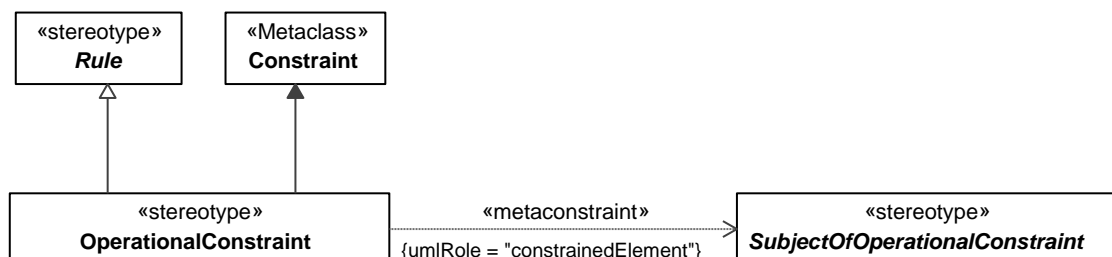 «stereotype»
Rule
«Metaclass»
Constraint
«stereotype»
OperationalConstraint
«metaconstraint»
{umlRole = "constrainedElement"}
«stereotype»
SubjectOfOperationalConstraint